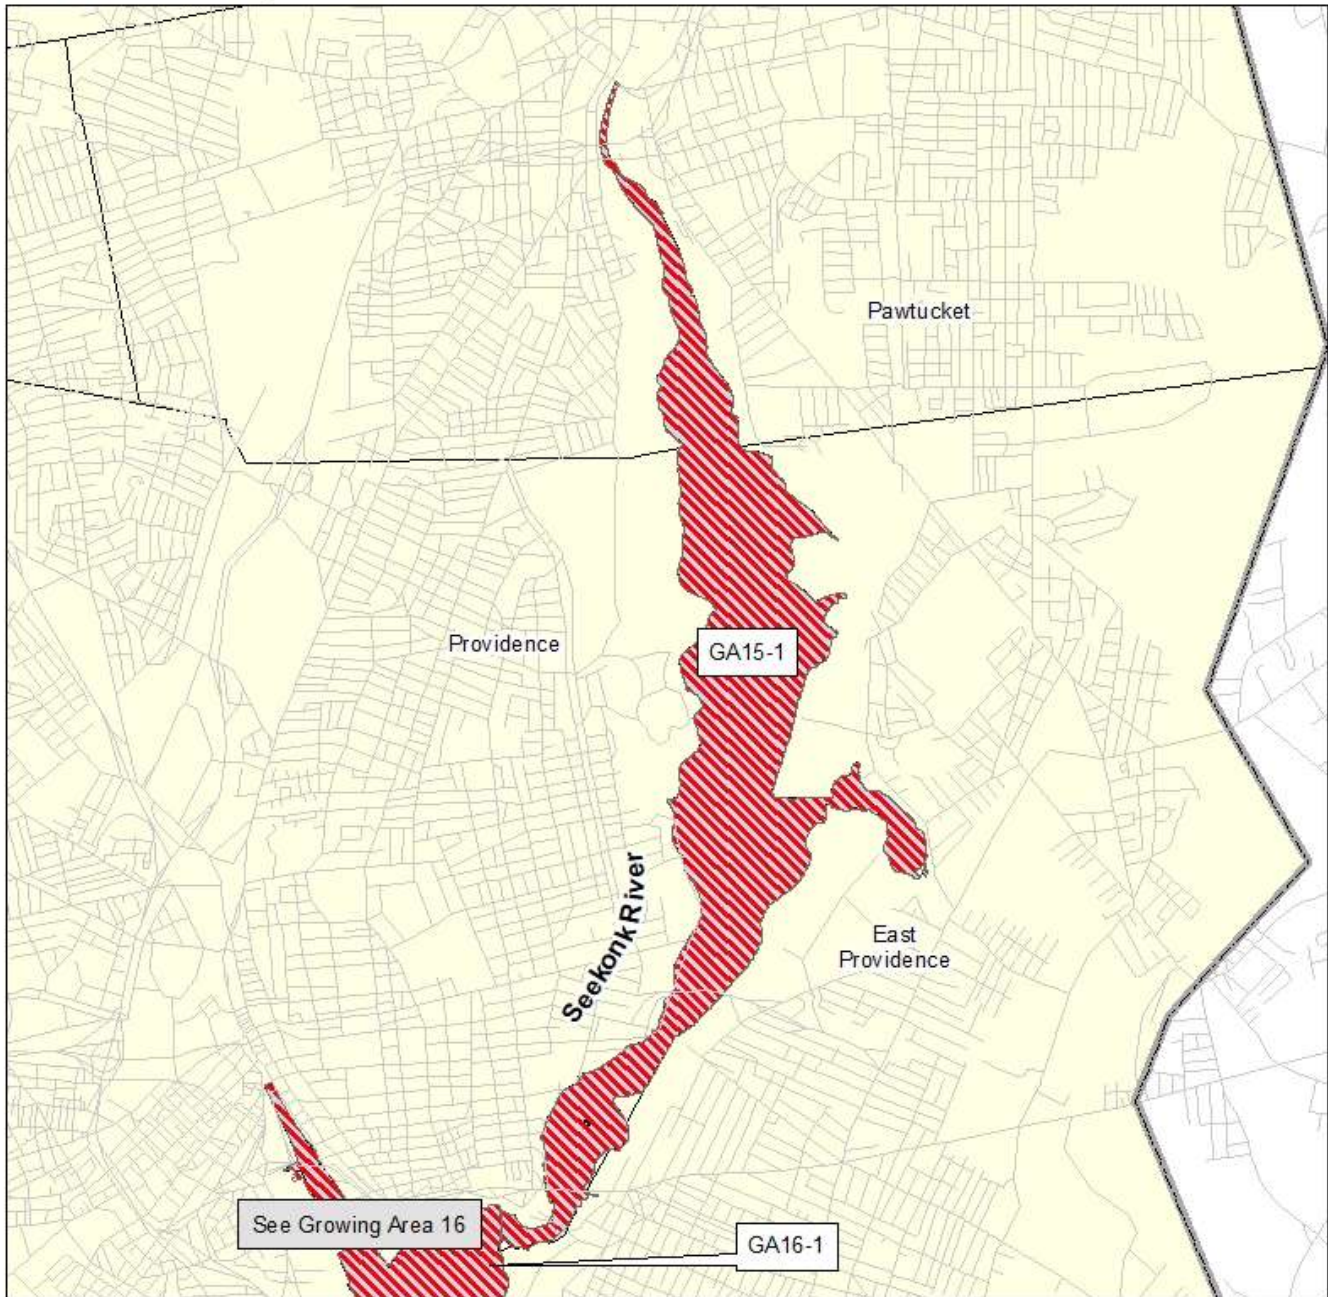 Pawtucket
Providence
GA15-1
Seekonk River
East
Providence
See Growing Area 16
GA16-1